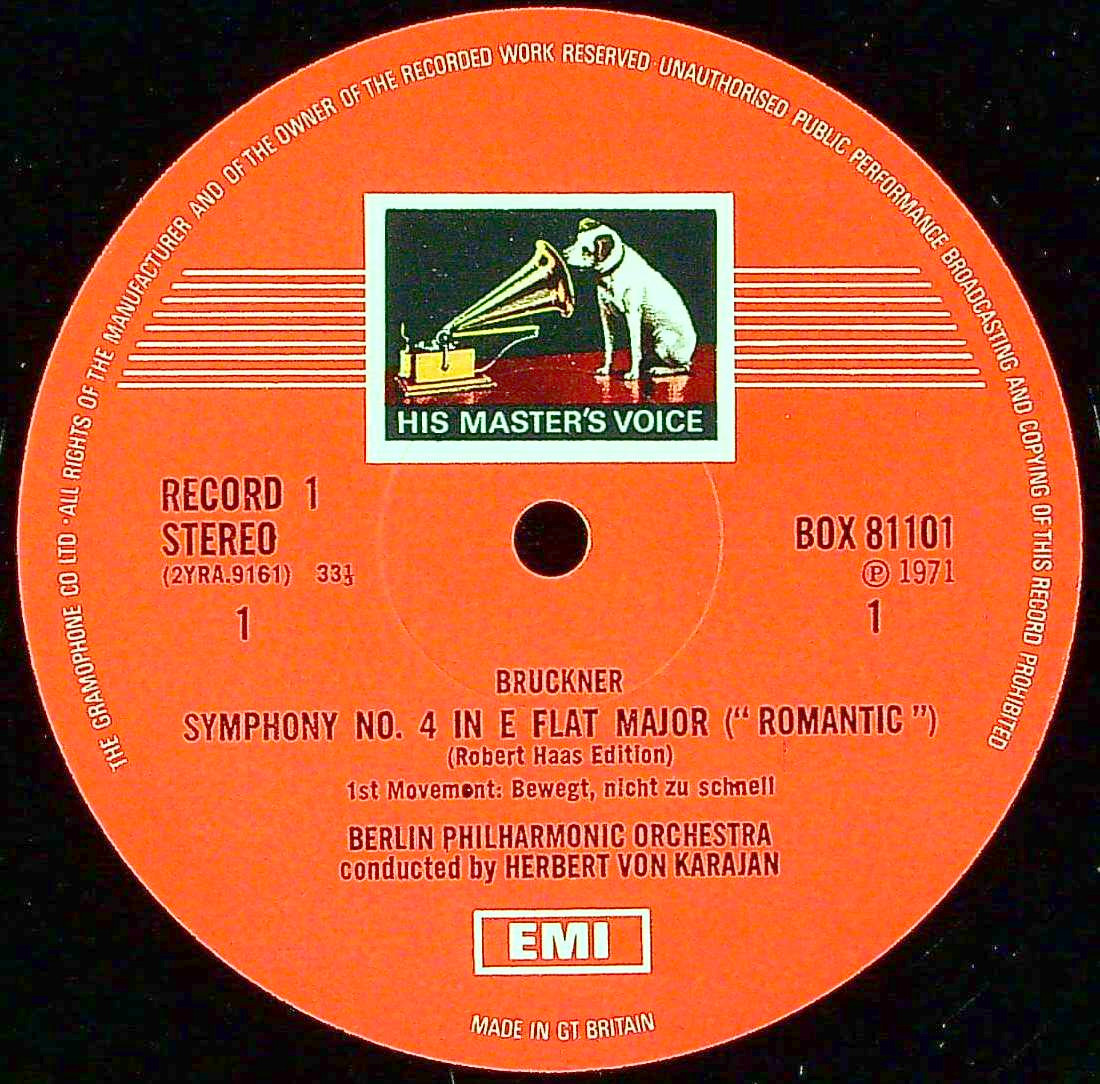 THE GRAMOPHONE CO LTD · ALL RIGHTS OF THE MANUFACTURER AND OF THE OWNER OF THE RECORDED WORK RESERVED · UNAUTHORISED PUBLIC PERFORMANCE BROADCASTING AND COPYING OF THIS RECORD PROHIBITED
HIS MASTER'S VOICE
RECORD 1
STEREO
(2YRA.9161) 33⅓
1
BOX 81101
Ⓟ 1971
1
BRUCKNER
SYMPHONY NO. 4 IN E FLAT MAJOR (“ROMANTIC”)
(Robert Haas Edition)
1st Movement: Bewegt, nicht zu schnell
BERLIN PHILHARMONIC ORCHESTRA
conducted by HERBERT VON KARAJAN
EMI
MADE IN GT BRITAIN